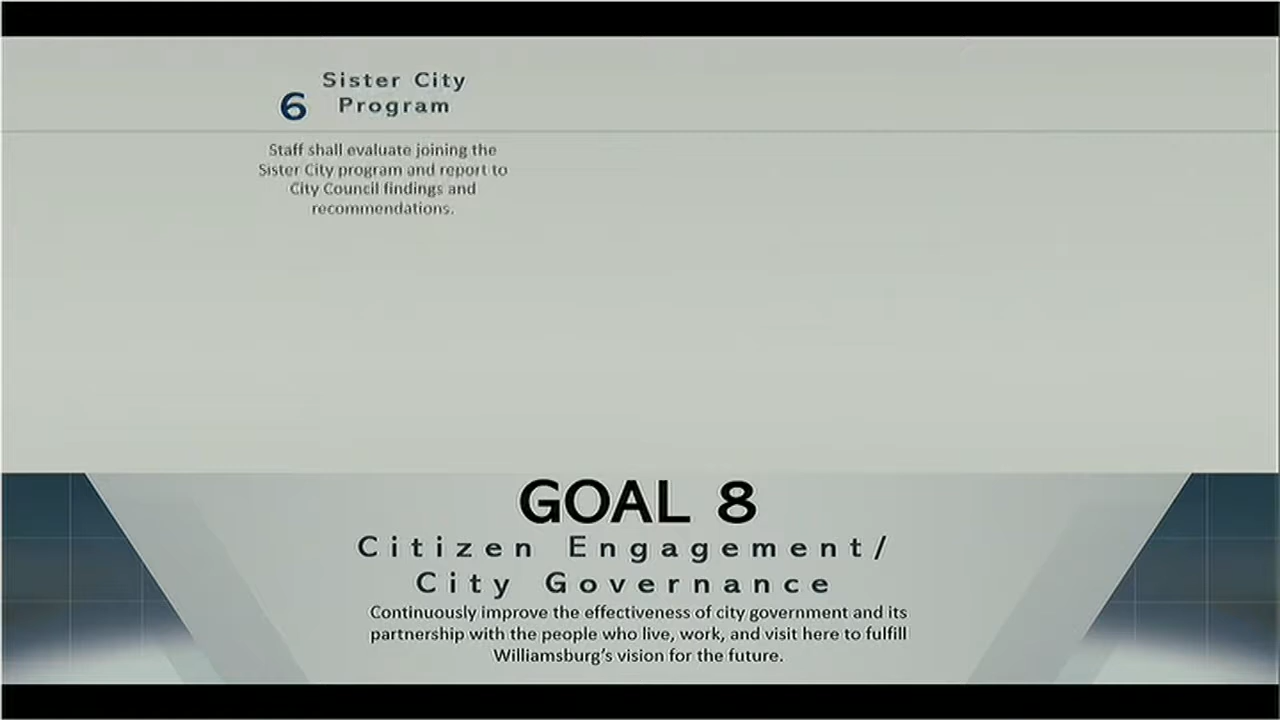 Sister City
6 Program
Staff shall evaluate joining the
Sister City program and report to
City Council findings and
recommendations.
GOAL 8
Citizen Engagement/
City Governance
Continuously improve the effectiveness of city government and its
partnership with the people who live, work, and visit here to fulfill
Williamsburg's vision for the future.